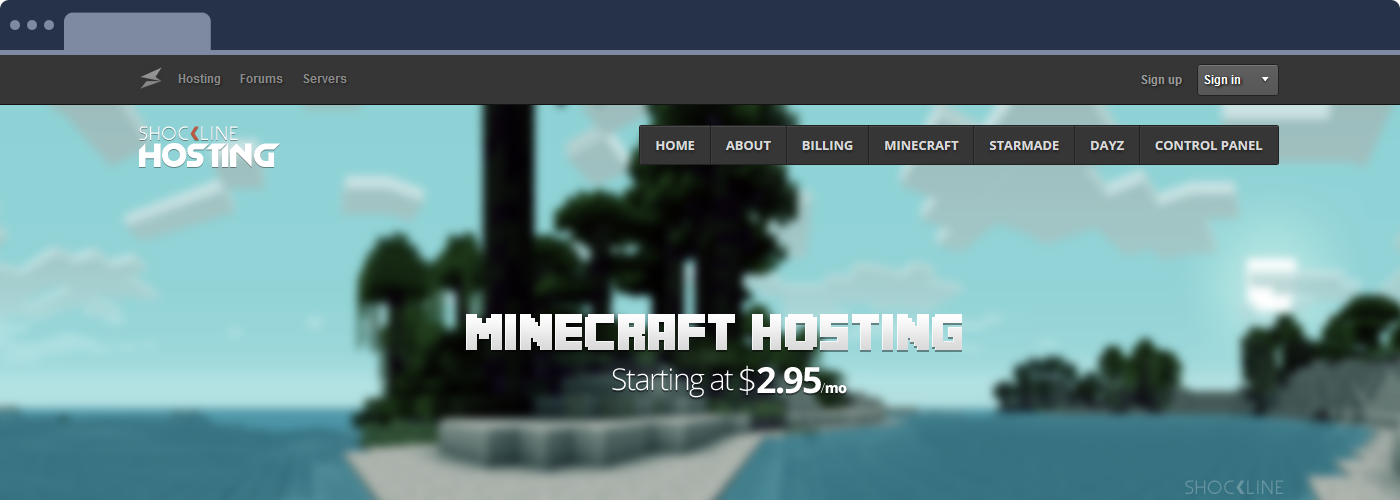 Hosting Forums Servers Sign up Sign in
SHOCKLINE
HOSTING
HOME ABOUT BILLING MINECRAFT STARMADE DAYZ CONTROL PANEL
MINECRAFT HOSTING
Starting at $2.95/mo
SHOCKLINE